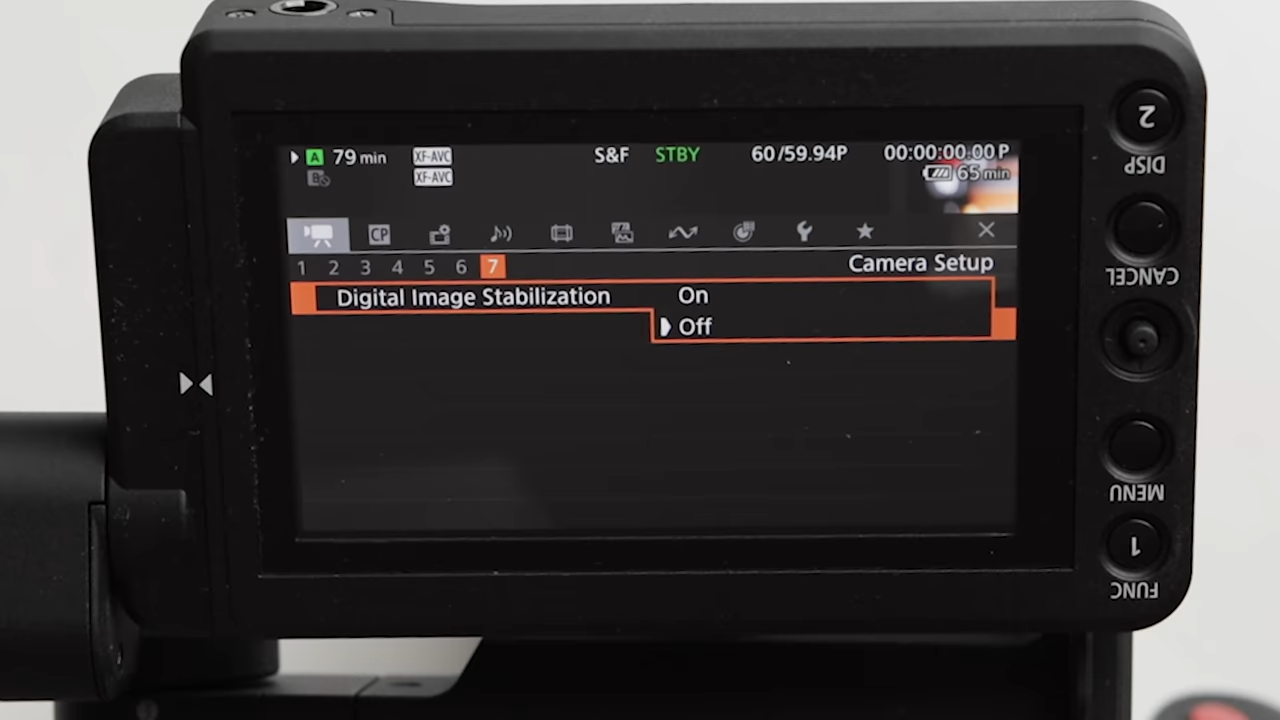 A 79 min XF-AVC S&F STBY 60/59.94P 00:00:00.00 P
B XF-AVC 65 min
CP
1 2 3 4 5 6 7 Camera Setup
Digital Image Stabilization On
Off
2
DISP
CANCEL
MENU
1
FUNC